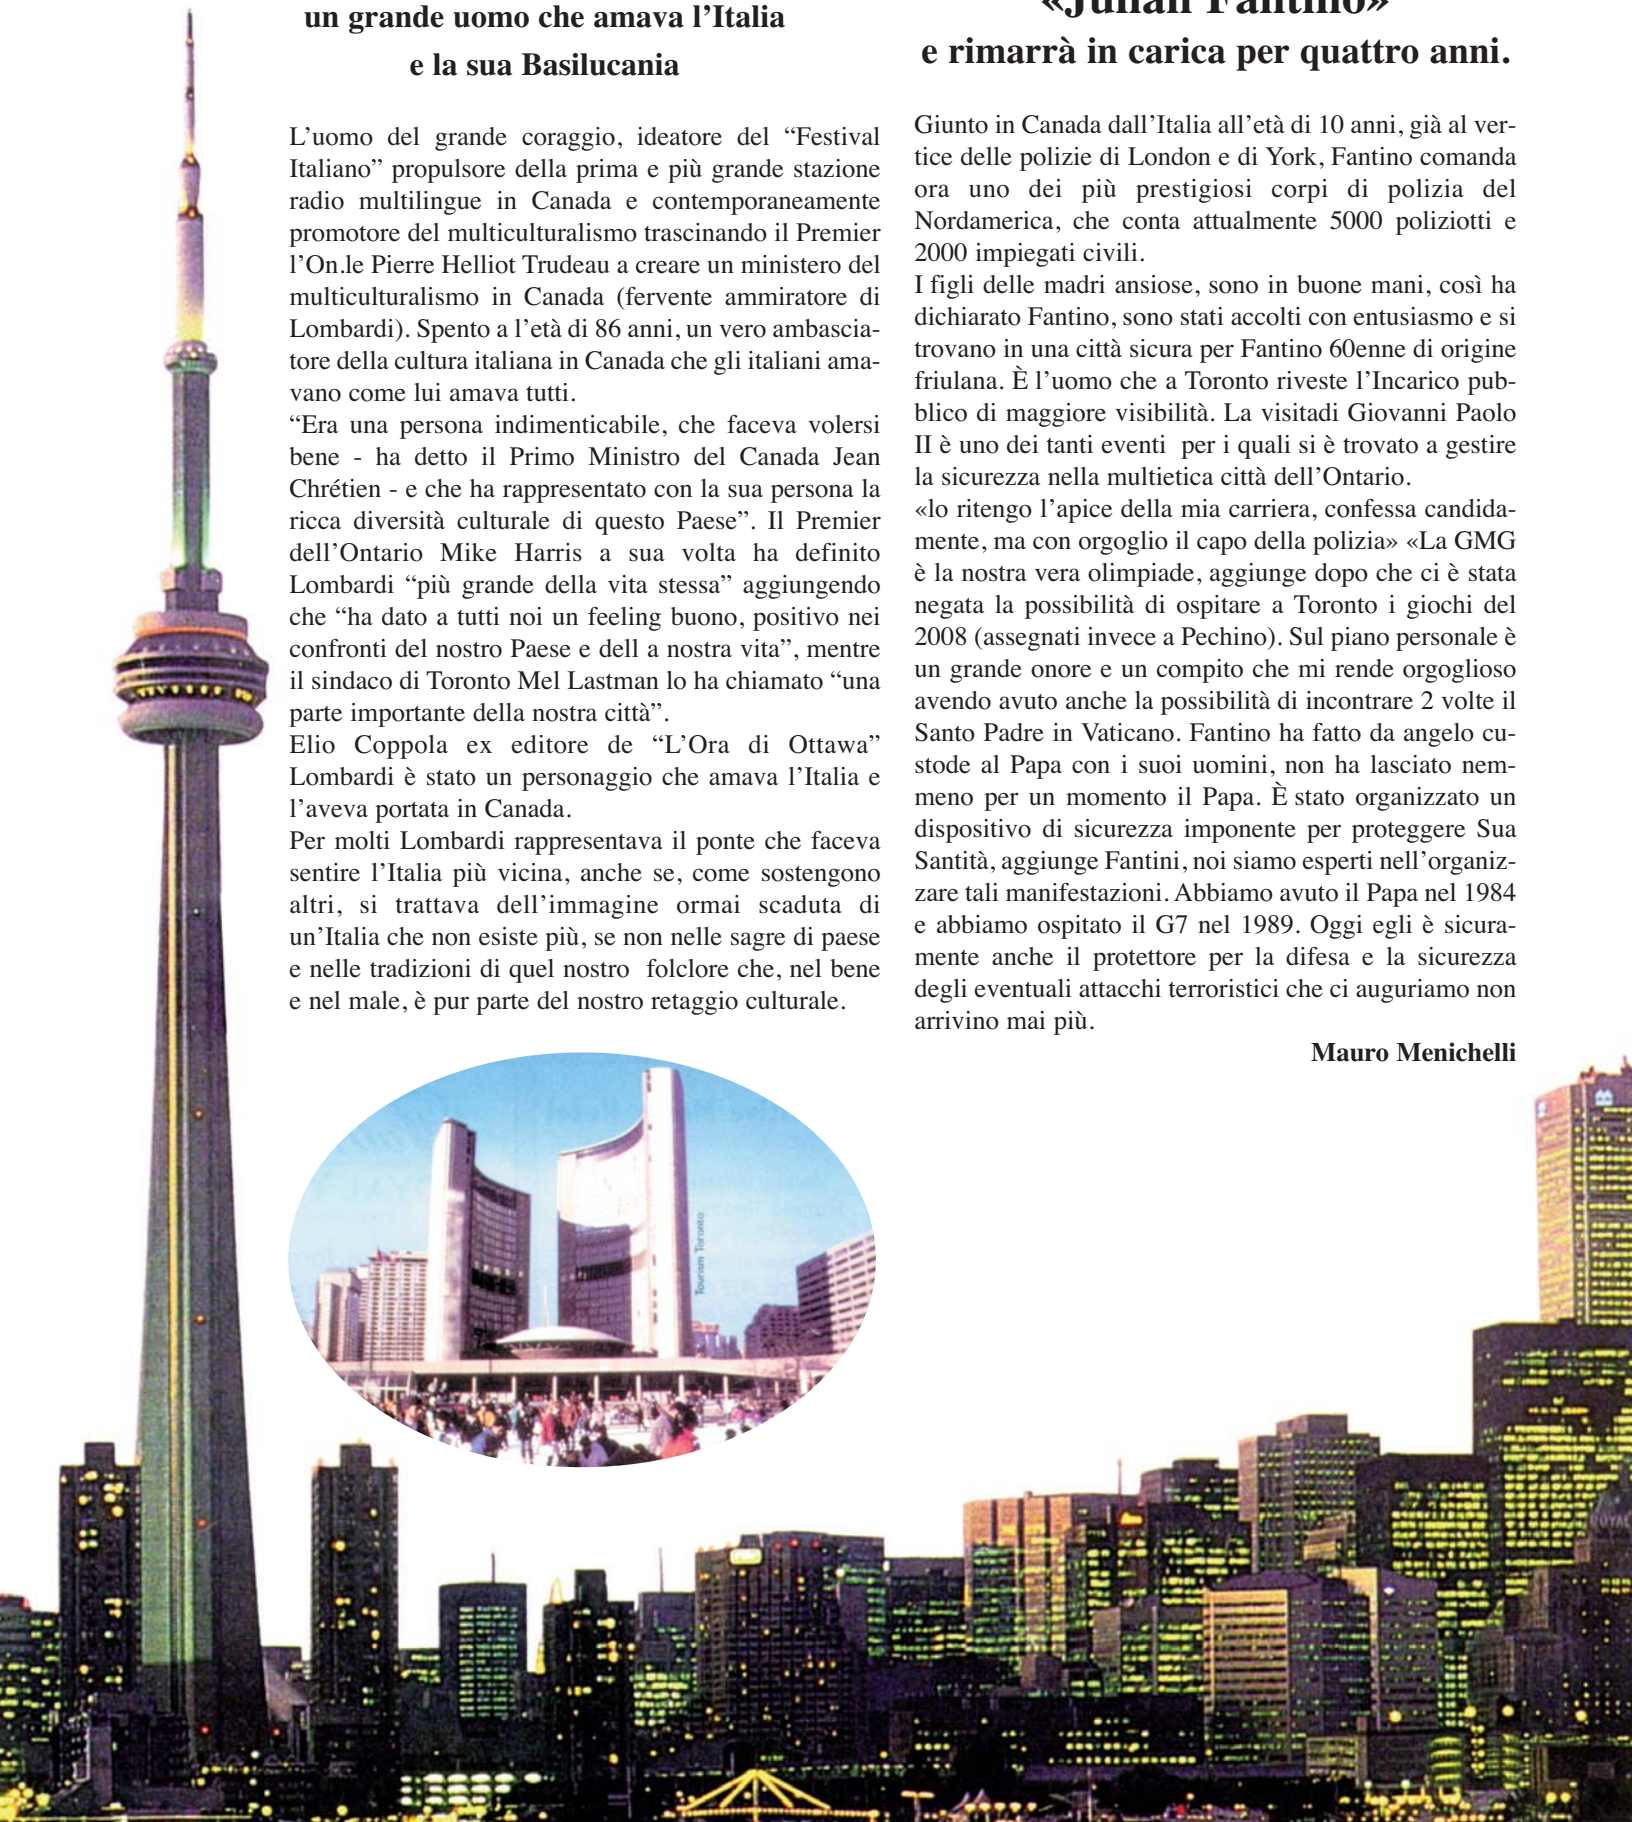 un grande uomo che amava l’Italia
e la sua Basilucania
L’uomo del grande coraggio, ideatore del “Festival
Italiano” propulsore della prima e più grande stazione
radio multilingue in Canada e contemporaneamente
promotore del multiculturalismo trascinando il Premier
l’On.le Pierre Helliot Trudeau a creare un ministero del
multiculturalismo in Canada (fervente ammiratore di
Lombardi). Spento a l’età di 86 anni, un vero ambascia-
tore della cultura italiana in Canada che gli italiani ama-
vano come lui amava tutti.
“Era una persona indimenticabile, che faceva volersi
bene - ha detto il Primo Ministro del Canada Jean
Chrétien - e che ha rappresentato con la sua persona la
ricca diversità culturale di questo Paese”. Il Premier
dell’Ontario Mike Harris a sua volta ha definito
Lombardi “più grande della vita stessa” aggiungendo
che “ha dato a tutti noi un feeling buono, positivo nei
confronti del nostro Paese e dell a nostra vita”, mentre
il sindaco di Toronto Mel Lastman lo ha chiamato “una
parte importante della nostra città”.
Elio Coppola ex editore de “L’Ora di Ottawa”
Lombardi è stato un personaggio che amava l’Italia e
l’aveva portata in Canada.
Per molti Lombardi rappresentava il ponte che faceva
sentire l’Italia più vicina, anche se, come sostengono
altri, si trattava dell’immagine ormai scaduta di
un’Italia che non esiste più, se non nelle sagre di paese
e nelle tradizioni di quel nostro folclore che, nel bene
e nel male, è pur parte del nostro retaggio culturale.
Tourism Toronto
«Julian Fantino»
e rimarrà in carica per quattro anni.
Giunto in Canada dall’Italia all’età di 10 anni, già al ver-
tice delle polizie di London e di York, Fantino comanda
ora uno dei più prestigiosi corpi di polizia del
Nordamerica, che conta attualmente 5000 poliziotti e
2000 impiegati civili.
I figli delle madri ansiose, sono in buone mani, così ha
dichiarato Fantino, sono stati accolti con entusiasmo e si
trovano in una città sicura per Fantino 60enne di origine
friulana. È l’uomo che a Toronto riveste l’Incarico pub-
blico di maggiore visibilità. La visitadi Giovanni Paolo
II è uno dei tanti eventi per i quali si è trovato a gestire
la sicurezza nella multietica città dell’Ontario.
«lo ritengo l’apice della mia carriera, confessa candida-
mente, ma con orgoglio il capo della polizia» «La GMG
è la nostra vera olimpiade, aggiunge dopo che ci è stata
negata la possibilità di ospitare a Toronto i giochi del
2008 (assegnati invece a Pechino). Sul piano personale è
un grande onore e un compito che mi rende orgoglioso
avendo avuto anche la possibilità di incontrare 2 volte il
Santo Padre in Vaticano. Fantino ha fatto da angelo cu-
stode al Papa con i suoi uomini, non ha lasciato nem-
meno per un momento il Papa. È stato organizzato un
dispositivo di sicurezza imponente per proteggere Sua
Santità, aggiunge Fantini, noi siamo esperti nell’organiz-
zare tali manifestazioni. Abbiamo avuto il Papa nel 1984
e abbiamo ospitato il G7 nel 1989. Oggi egli è sicura-
mente anche il protettore per la difesa e la sicurezza
degli eventuali attacchi terroristici che ci auguriamo non
arrivino mai più.
Mauro Menichelli